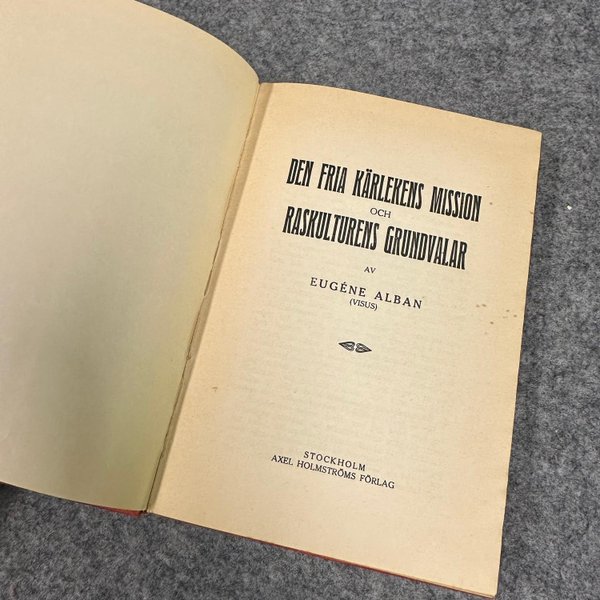 DEN FRIA KÄRLEKENS MISSION
OCH
RASKULTURENS GRUNDVALAR
AV
EUGÉNE ALBAN
(VISUS)
STOCKHOLM
AXEL HOLMSTRÖMS FÖRLAG